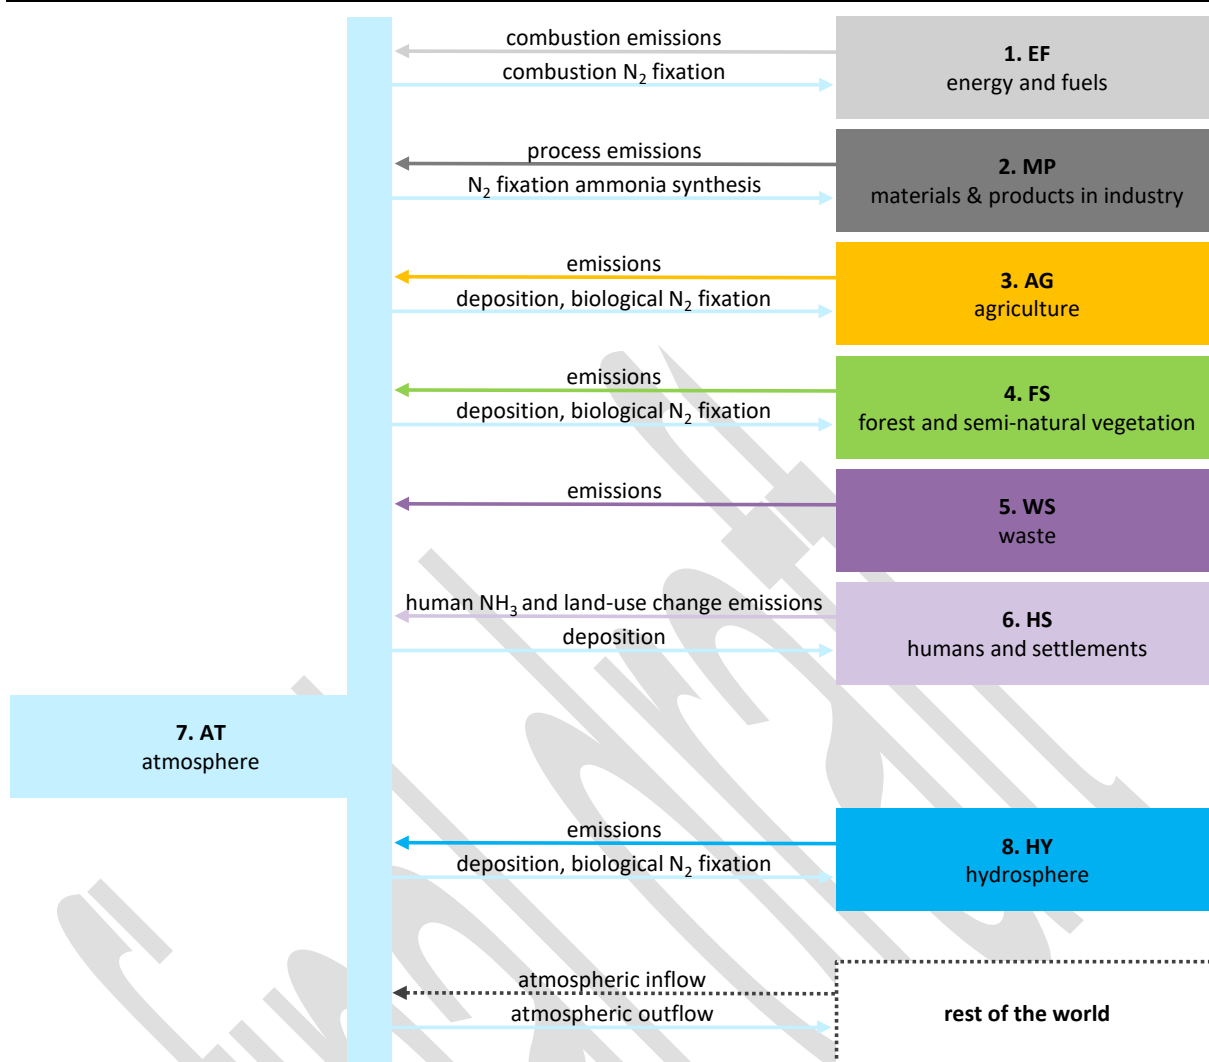 combustion emissions
combustion N₂ fixation
1. EF
energy and fuels
process emissions
N₂ fixation ammonia synthesis
2. MP
materials & products in industry
emissions
deposition, biological N₂ fixation
3. AG
agriculture
emissions
deposition, biological N₂ fixation
4. FS
forest and semi-natural vegetation
emissions
5. WS
waste
human NH₃ and land-use change emissions
deposition
6. HS
humans and settlements
7. AT
atmosphere
emissions
deposition, biological N₂ fixation
8. HY
hydrosphere
atmospheric inflow
atmospheric outflow
rest of the world
Final draft